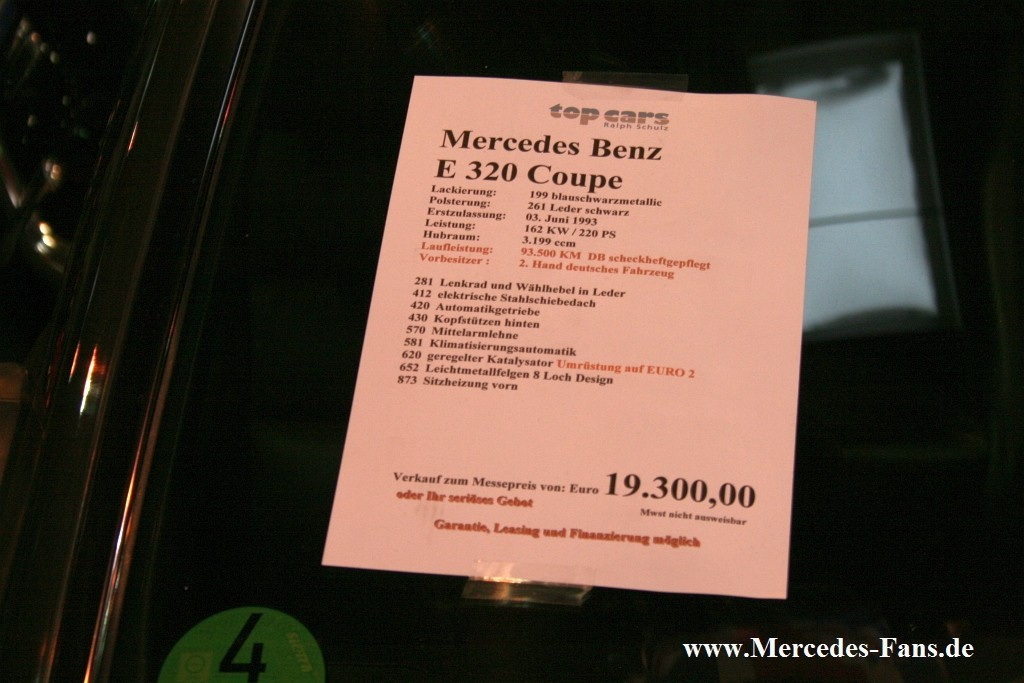 top cars
Ralph Schulz
Mercedes Benz
E 320 Coupe
Lackierung: 199 blauschwarzmetallic
Polsterung: 261 Leder schwarz
Erstzulassung: 03. Juni 1993
Leistung: 162 KW / 220 PS
Hubraum: 3.199 ccm
Laufleistung: 93.500 KM DB scheckheftgepflegt
Vorbesitzer : 2. Hand deutsches Fahrzeug
281 Lenkrad und Wählhebel in Leder
412 elektrische Stahlschiebedach
420 Automatikgetriebe
430 Kopfstützen hinten
570 Mittelarmlehne
581 Klimatisierungsautomatik
620 geregelter Katalysator Umrüstung auf EURO 2
652 Leichtmetallfelgen 8 Loch Design
873 Sitzheizung vorn
Verkauf zum Messepreis von: Euro 19.300,00
oder Ihr seriöses Gebot
Mwst nicht ausweisbar
Garantie, Leasing und Finanzierung möglich
4
www.Mercedes-Fans.de